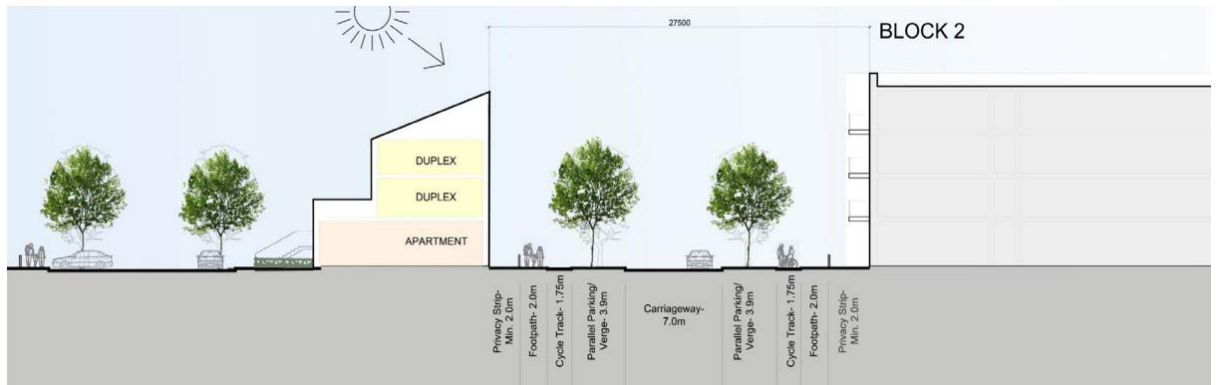 27500
BLOCK 2
DUPLEX
DUPLEX
APARTMENT
Privacy Strip-
Min. 2.0m
Footpath- 2.0m
Cycle Track- 1.75m
Parallel Parking/
Verge- 3.9m
Carriageway-
7.0m
Parallel Parking/
Verge- 3.9m
Cycle Track- 1.75m
Footpath- 2.0m
Privacy Strip-
Min. 2.0m